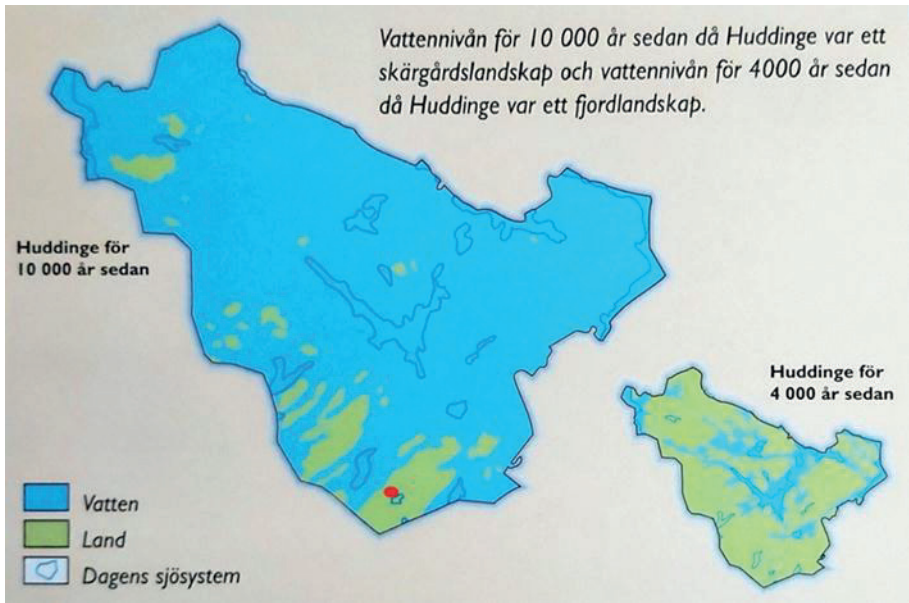 Vattennivån för 10 000 år sedan då Huddinge var ett
skärgårdslandskap och vattennivån för 4000 år sedan
då Huddinge var ett fjordlandskap.
Huddinge för
10 000 år sedan
Huddinge för
4 000 år sedan
Vatten
Land
Dagens sjösystem